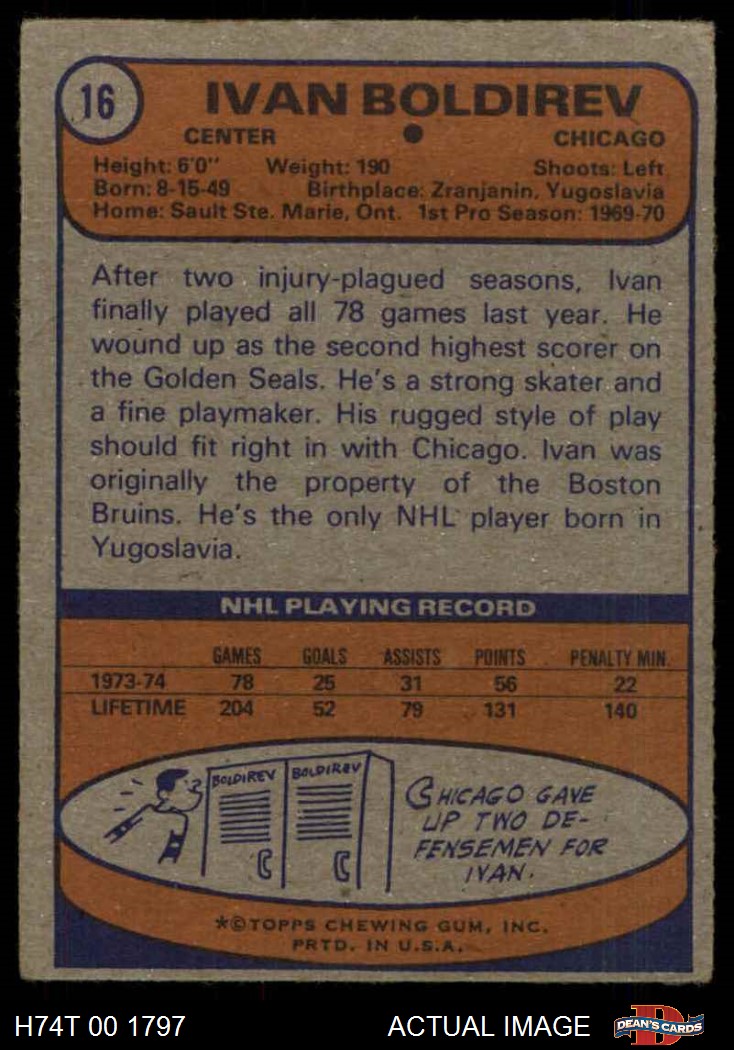 16
IVAN BOLDIREV
CENTER CHICAGO
Height: 6'0" Weight: 190 Shoots: Left
Born: 8-15-49 Birthplace: Zranjanin, Yugoslavia
Home: Sault Ste. Marie, Ont. 1st Pro Season: 1969-70
After two injury-plagued seasons, Ivan
finally played all 78 games last year. He
wound up as the second highest scorer on
the Golden Seals. He's a strong skater and
a fine playmaker. His rugged style of play
should fit right in with Chicago. Ivan was
originally the property of the Boston
Bruins. He's the only NHL player born in
Yugoslavia.
NHL PLAYING RECORD
GAMES GOALS ASSISTS POINTS PENALTY MIN.
1973-74 78 25 31 56 22
LIFETIME 204 52 79 131 140
BOLDIREV BOLDIREV
CHICAGO GAVE
UP TWO DE-
FENSEMEN FOR
IVAN.
*©TOPPS CHEWING GUM, INC.
PRTD. IN U.S.A.
H74T 00 1797 ACTUAL IMAGE D DEAN'S CARDS